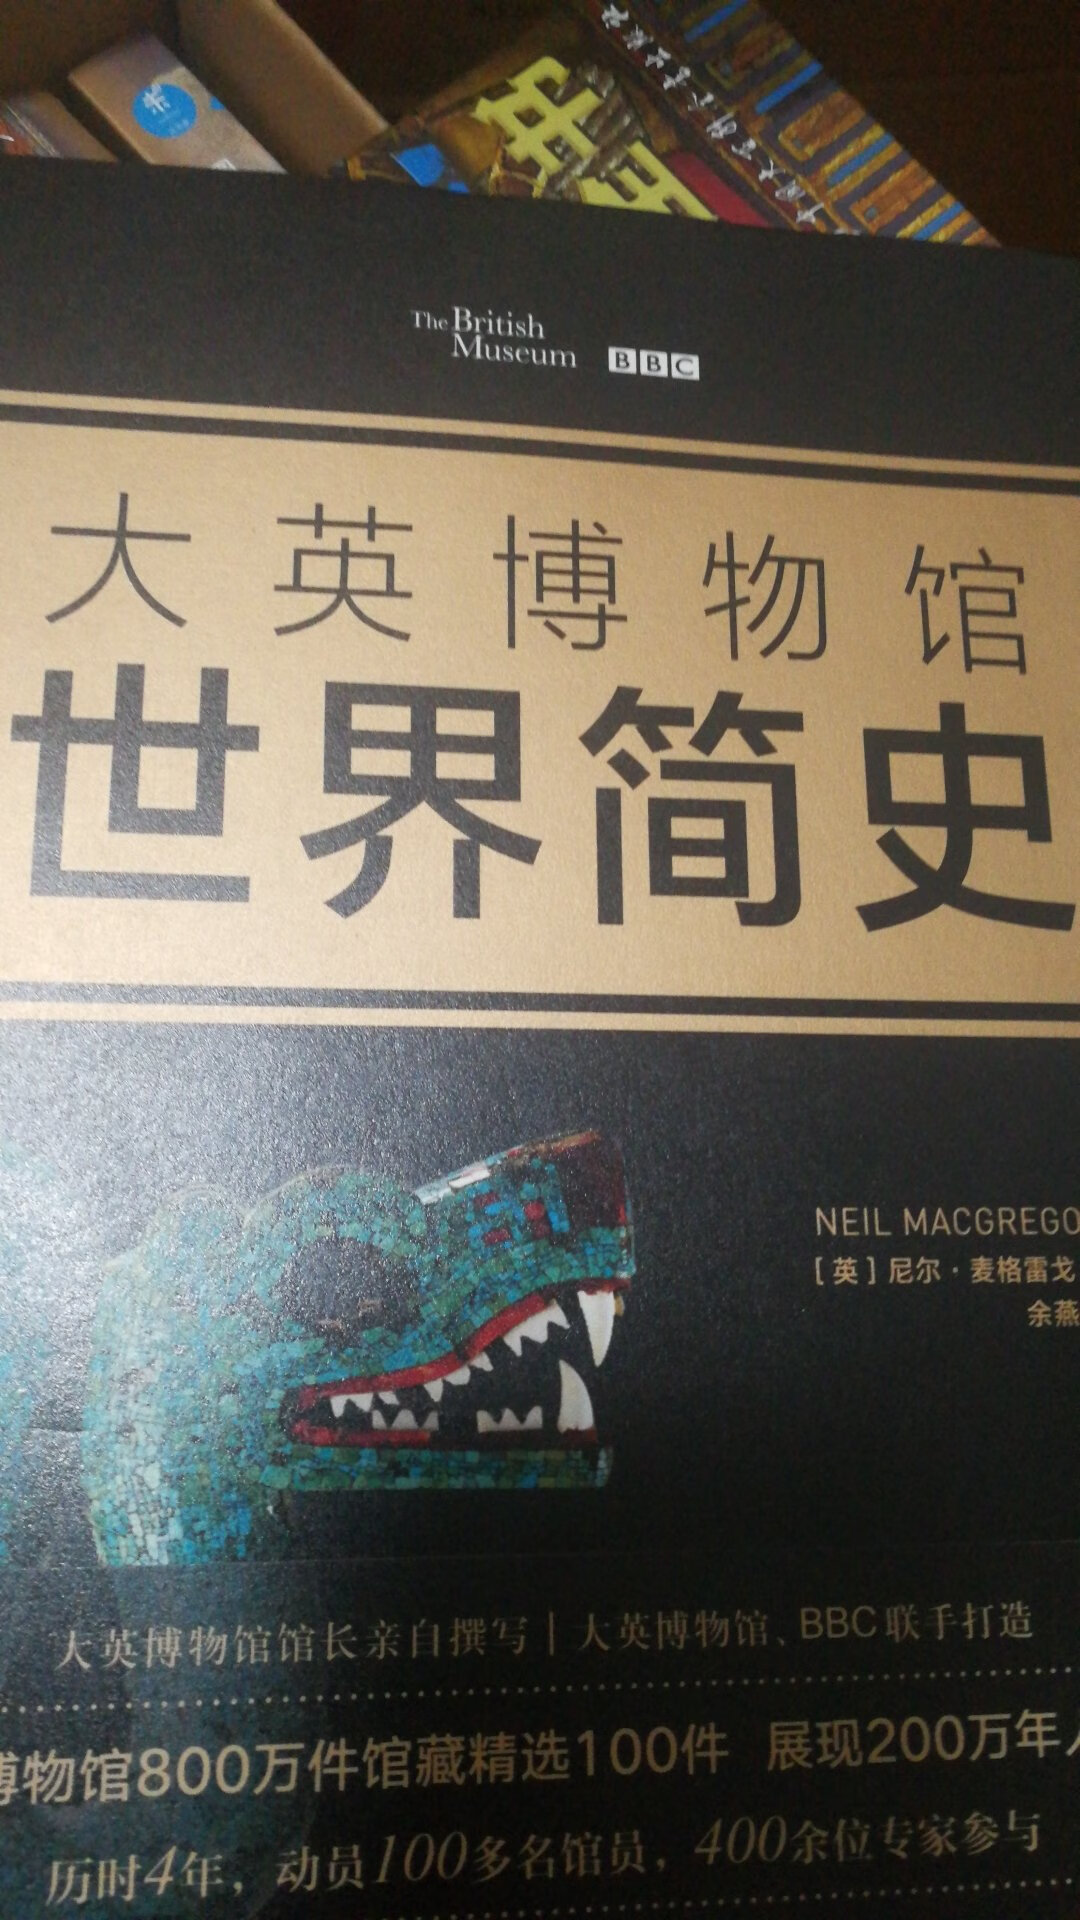 The British
Museum
BBC
大英博物馆
世界简史
NEIL MACGREGO
[英]尼尔·麦格雷戈
余燕
大英博物馆馆长亲自撰写|大英博物馆、BBC联手打造
博物馆800万件馆藏精选100件 展现200万年人
历时4年，动员100多名馆员，400余位专家参与